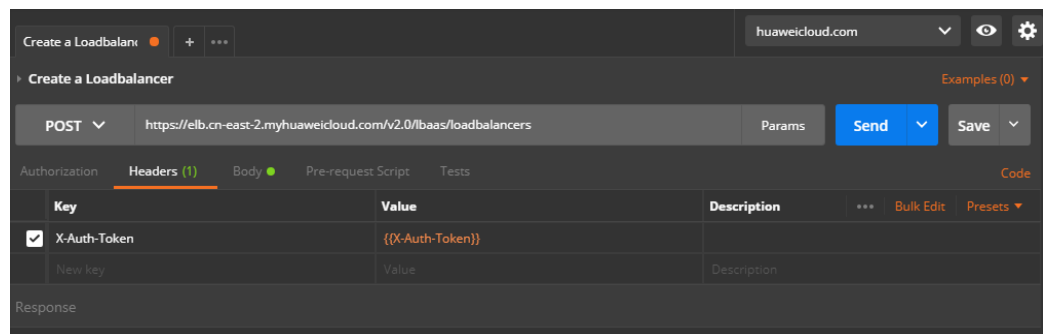 Create a Loadbalanc
+
huaweicloud.com
Create a Loadbalancer
Examples (0)
POST
https://elb.cn-east-2.myhuaweicloud.com/v2.0/lbaas/loadbalancers
Params
Send
Save
Authorization Headers (1) Body Pre-request Script Tests Code
Key Value Description Bulk Edit Presets
X-Auth-Token {{X-Auth-Token}}
New key Value Description
Response